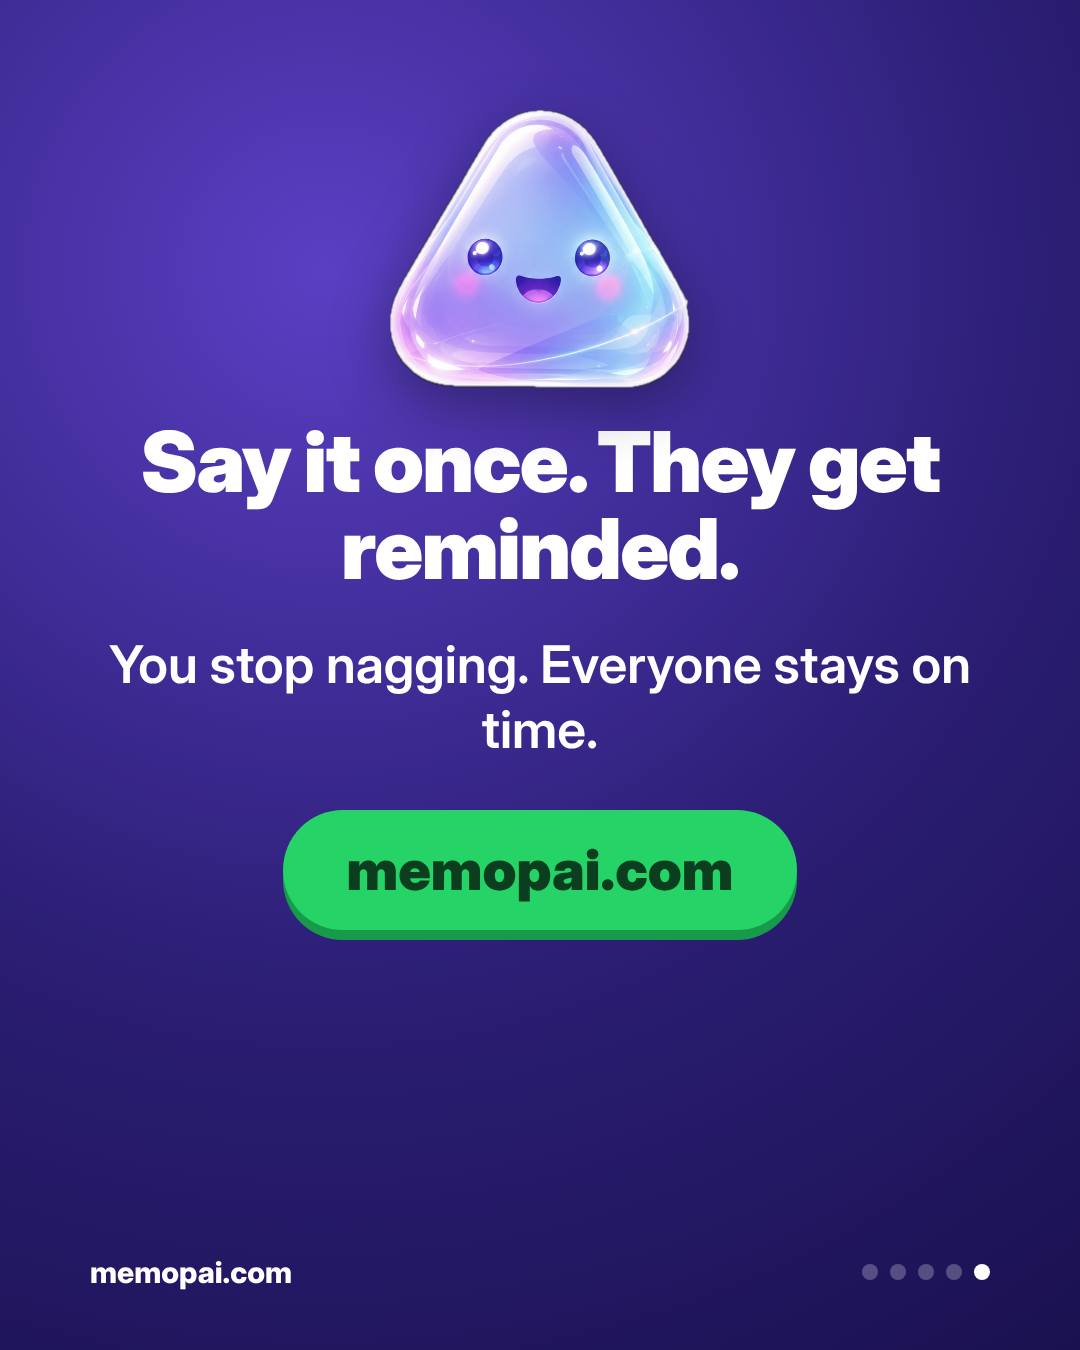 Say it once. They get
reminded.
You stop nagging. Everyone stays on
time.
memopai.com
memopai.com